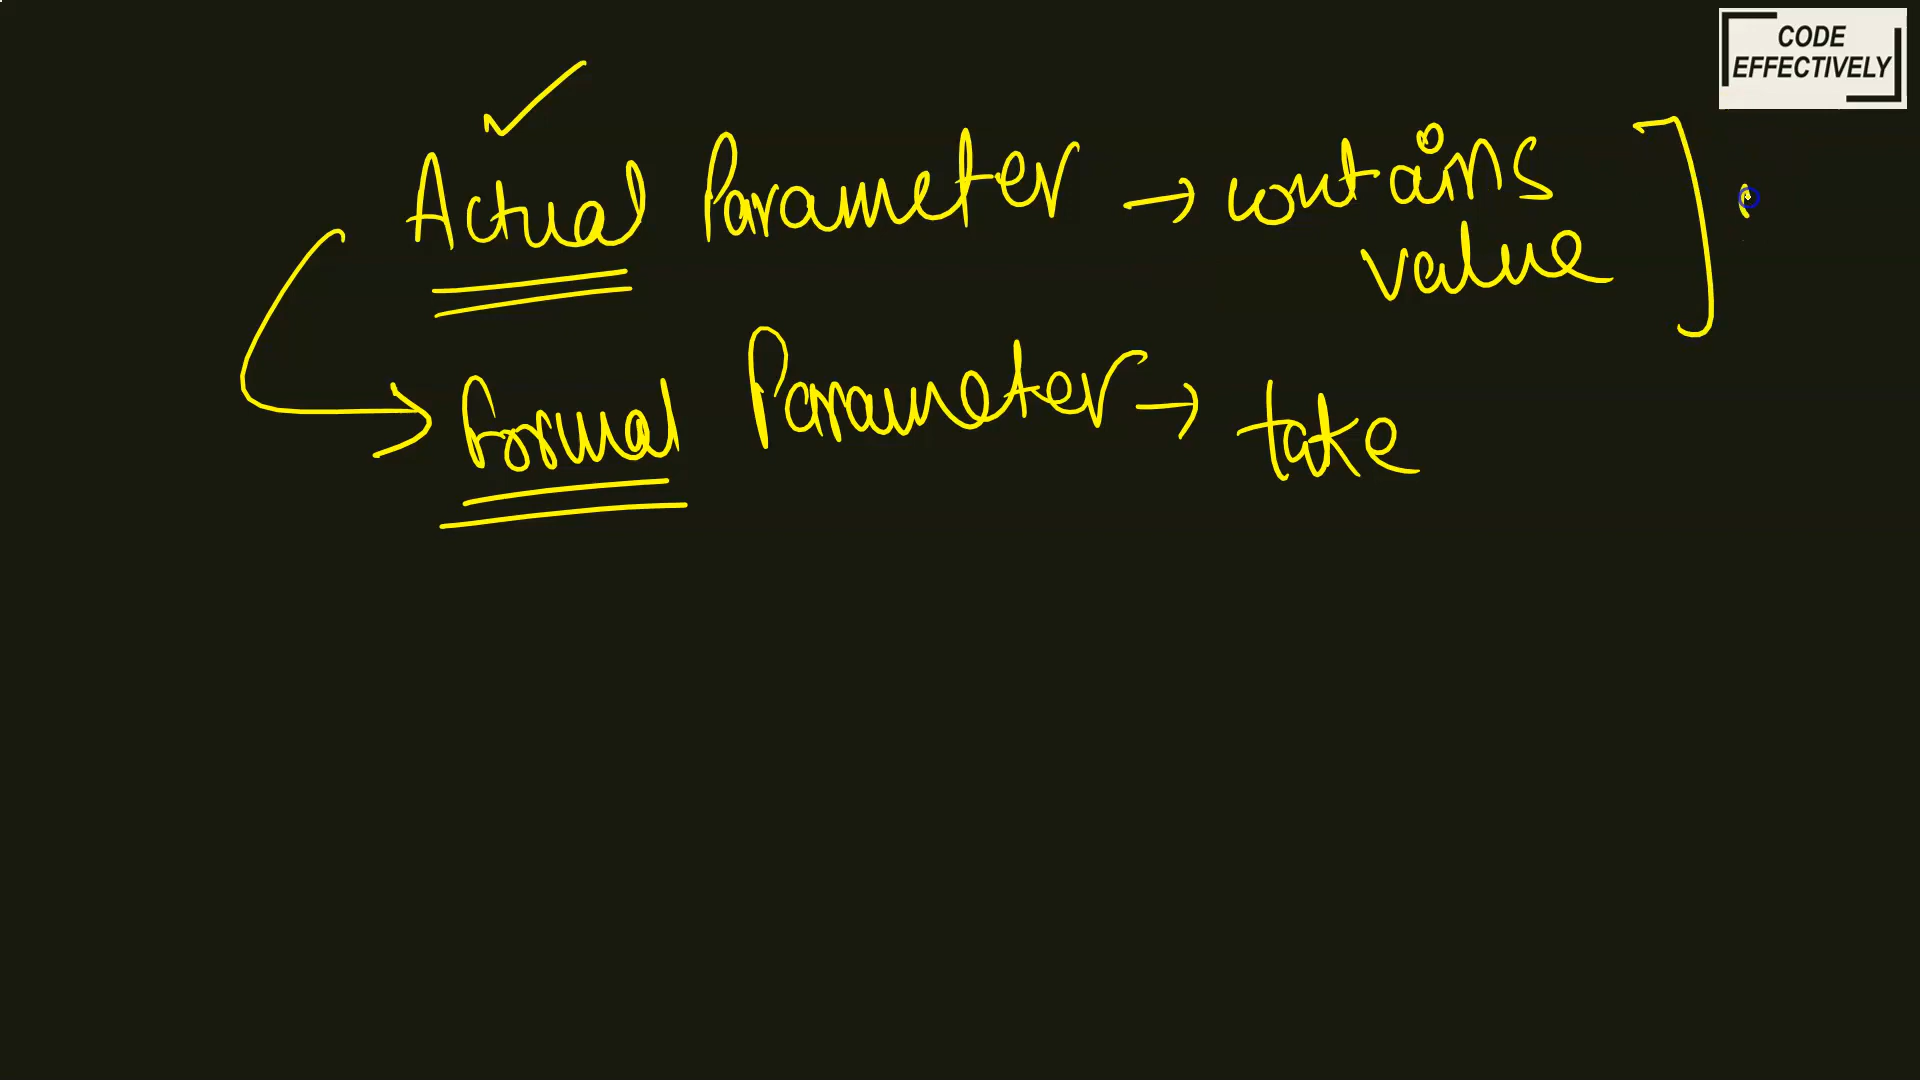 CODE
EFFECTIVELY
Actual Parameter → contains
value
Formal Parameter → take